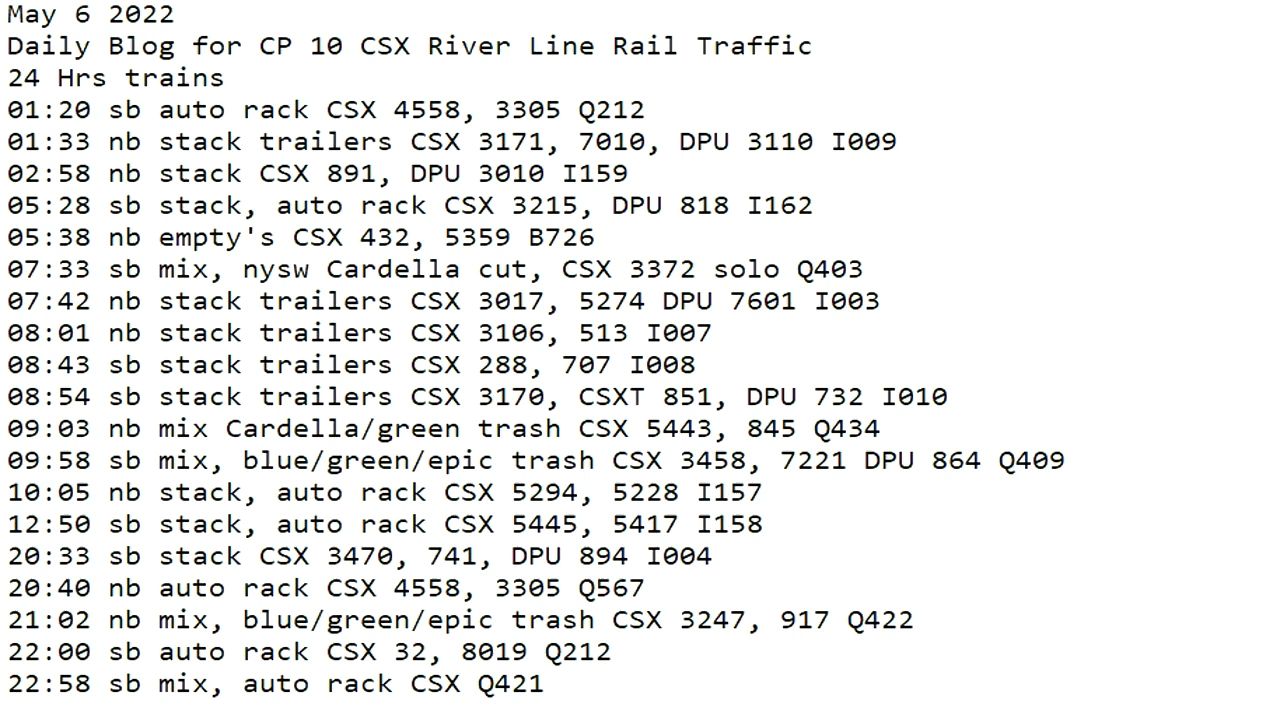 May 6 2022
Daily Blog for CP 10 CSX River Line Rail Traffic
24 Hrs trains
01:20 sb auto rack CSX 4558, 3305 Q212
01:33 nb stack trailers CSX 3171, 7010, DPU 3110 I009
02:58 nb stack CSX 891, DPU 3010 I159
05:28 sb stack, auto rack CSX 3215, DPU 818 I162
05:38 nb empty's CSX 432, 5359 B726
07:33 sb mix, nysw Cardella cut, CSX 3372 solo Q403
07:42 nb stack trailers CSX 3017, 5274 DPU 7601 I003
08:01 nb stack trailers CSX 3106, 513 I007
08:43 sb stack trailers CSX 288, 707 I008
08:54 sb stack trailers CSX 3170, CSXT 851, DPU 732 I010
09:03 nb mix Cardella/green trash CSX 5443, 845 Q434
09:58 sb mix, blue/green/epic trash CSX 3458, 7221 DPU 864 Q409
10:05 nb stack, auto rack CSX 5294, 5228 I157
12:50 sb stack, auto rack CSX 5445, 5417 I158
20:33 sb stack CSX 3470, 741, DPU 894 I004
20:40 nb auto rack CSX 4558, 3305 Q567
21:02 nb mix, blue/green/epic trash CSX 3247, 917 Q422
22:00 sb auto rack CSX 32, 8019 Q212
22:58 sb mix, auto rack CSX Q421